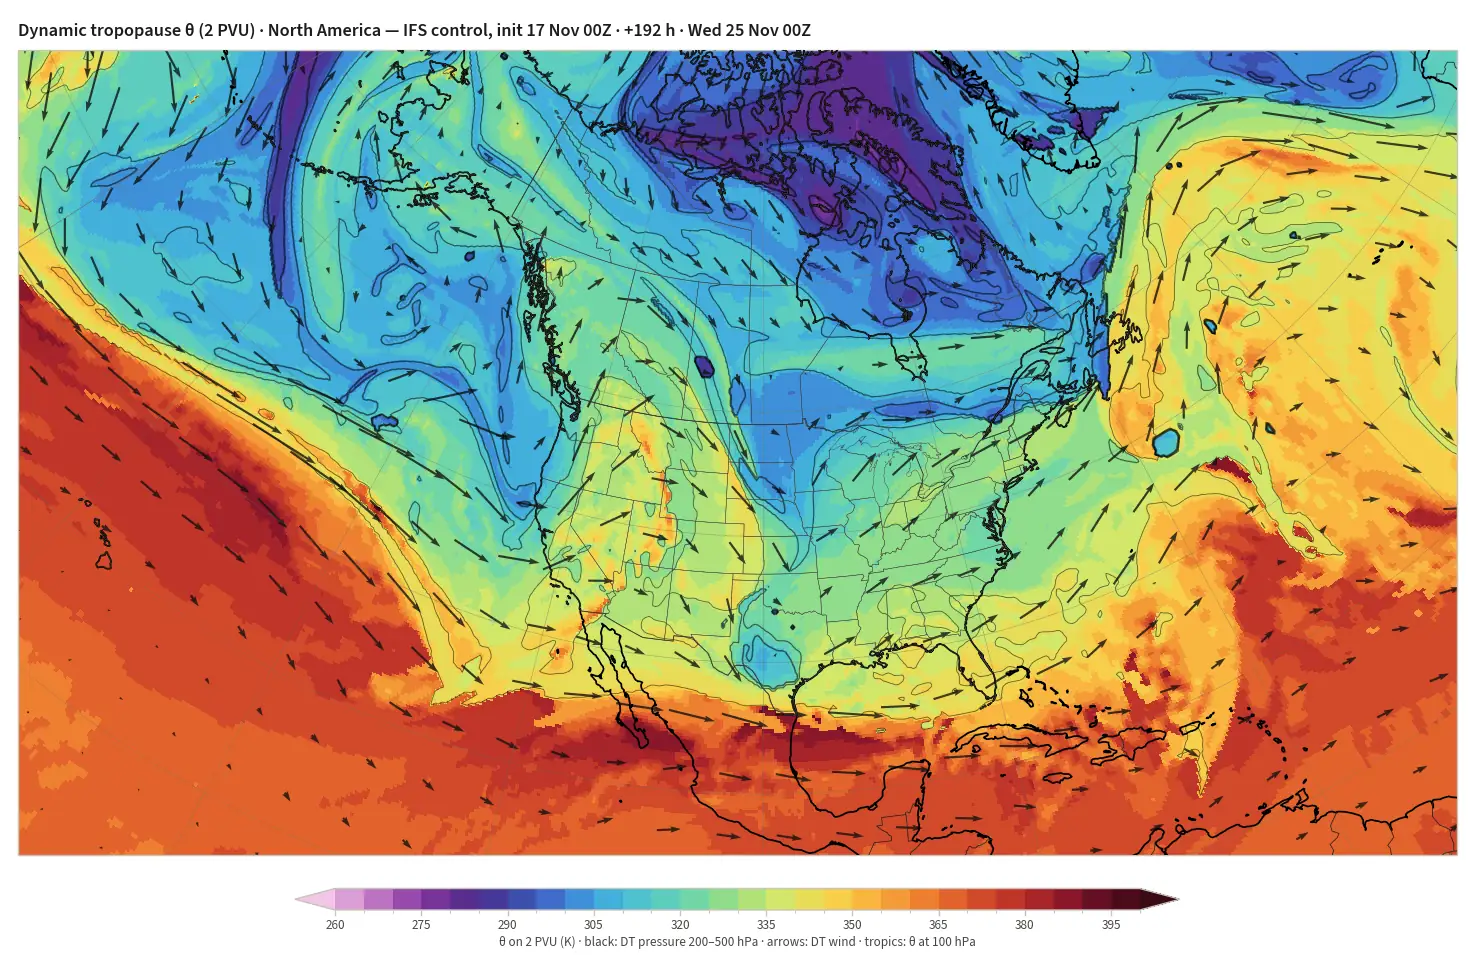 Dynamic tropopause θ (2 PVU) · North America — IFS control, init 17 Nov 00Z · +192 h · Wed 25 Nov 00Z
260 275 290 305 320 335 350 365 380 395
θ on 2 PVU (K) · black: DT pressure 200–500 hPa · arrows: DT wind · tropics: θ at 100 hPa